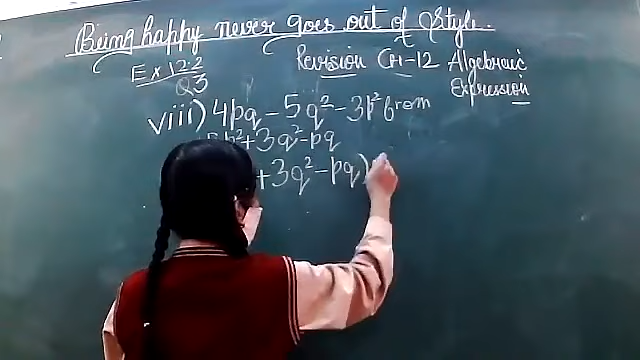 Being happy never goes out of Style.
Revision CH-12 Algebraic Expression
Ex 12.2
Q3
viii) 4pq - 5q² - 3p² from
5p² + 3q² - pq
+ 3q² - pq)